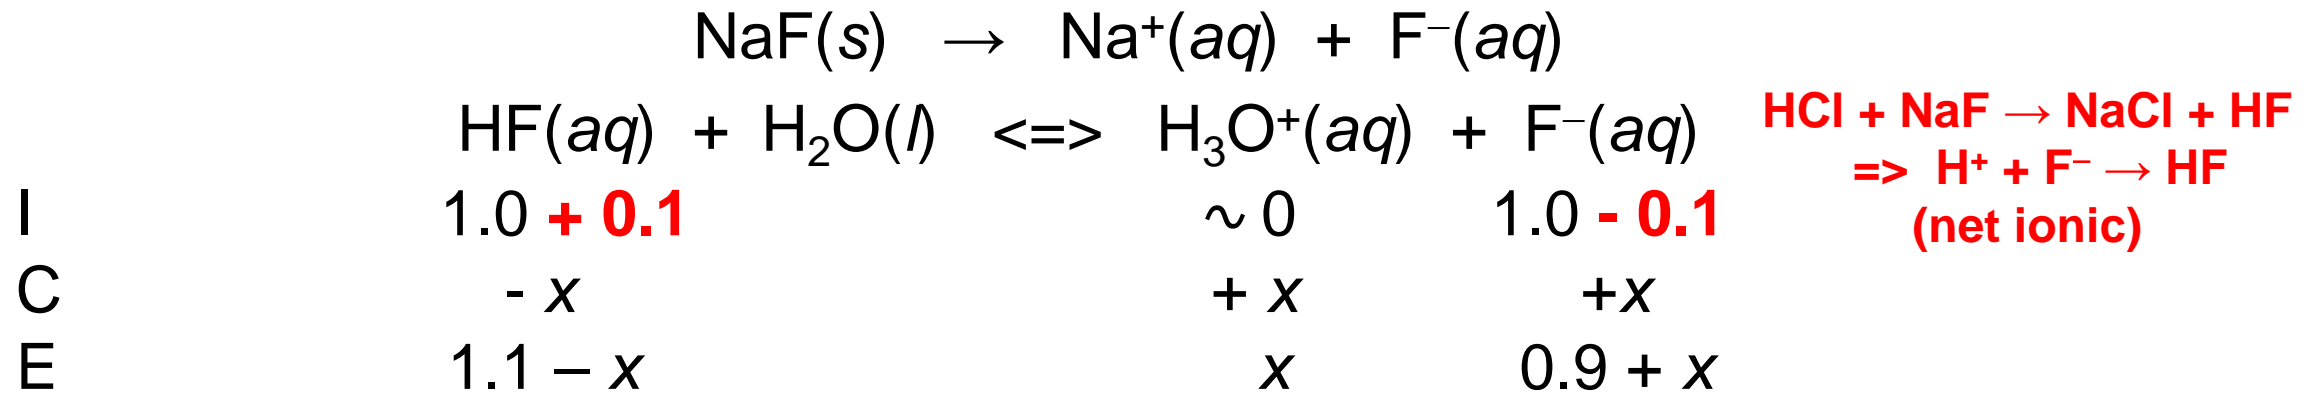 NaF(s) → Na⁺(aq) + F⁻(aq)
HF(aq) + H₂O(l) <=> H₃O⁺(aq) + F⁻(aq)
HCl + NaF → NaCl + HF
=> H⁺ + F⁻ → HF
(net ionic)
I 1.0 + 0.1 ~ 0 1.0 - 0.1
C - x + x +x
E 1.1 – x x 0.9 + x